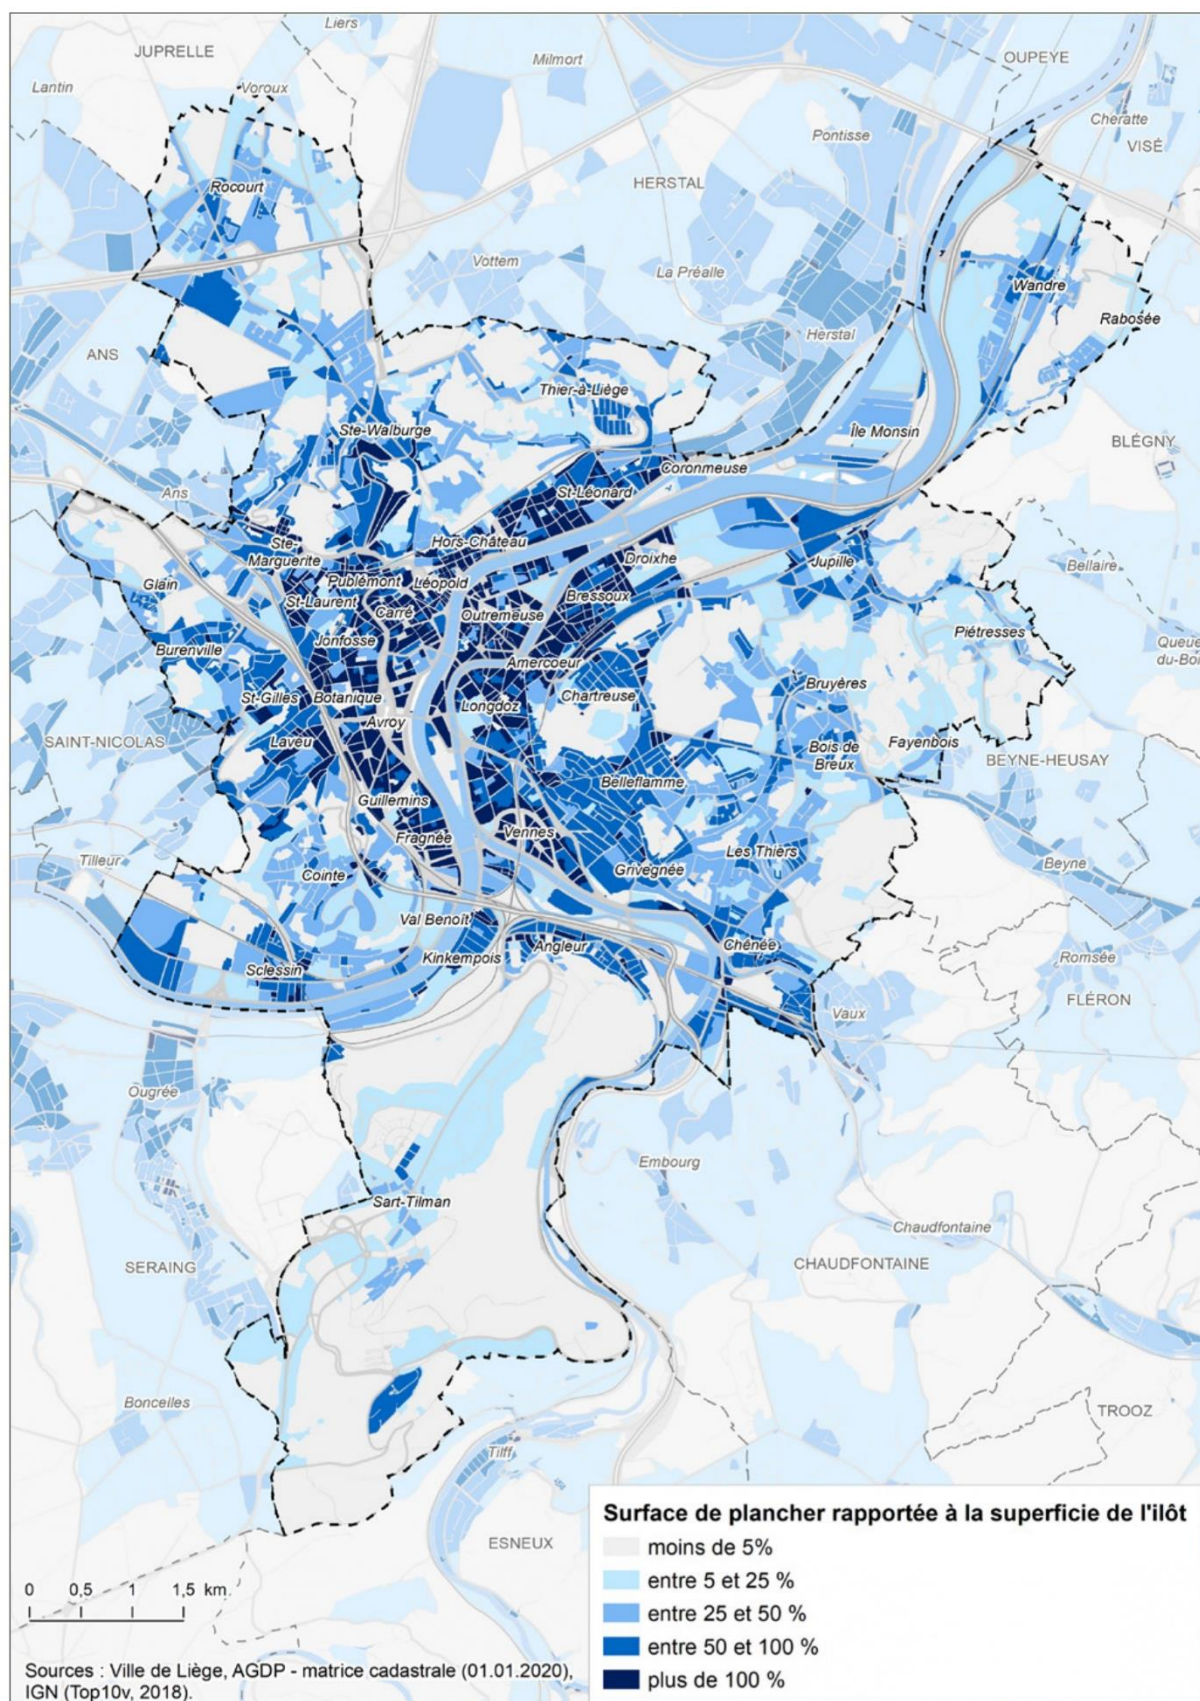 Liers
JUPRELLE
Milmort
OUPEYE
Lantin
Voroux
Cheratte
Pontisse
VISÉ
HERSTAL
Rocourt
Vottem
La Préalle
Wandre
Rabosée
Herstal
ANS
Thier-à-Liège
Ste-Walburge
Île Monsin
BLÉGNY
Coronmeuse
Ans
St-Léonard
Hors-Château
Ste-
Marguerite
Droixhe
Jupille
Bellaire
Glain
Publémont
Léopold
St-Laurent
Carré
Bressoux
Outremeuse
Jonfosse
Piétresses
Burenville
Queue
du-Boi
Amercoeur
Bruyères
St-Gilles
Botanique
Chartreuse
Longdoz
Avroy
SAINT-NICOLAS
Laveu
Bois de
Breux
Fayenbois
BEYNE-HEUSAY
Belleflamme
Guillemins
Fragnée
Vennes
Les Thiers
Tilleur
Beyne
Cointe
Grivegnée
Val Benoît
Angleur
Chênée
Kinkempois
Romsée
Sclessin
FLÉRON
Vaux
Ougrée
Embourg
Sart-Tilman
Chaudfontaine
SERAING
CHAUDFONTAINE
Boncelles
TROOZ
Tilff
ESNEUX
Surface de plancher rapportée à la superficie de l'ilôt
moins de 5%
entre 5 et 25 %
entre 25 et 50 %
entre 50 et 100 %
plus de 100 %
0 0,5 1 1,5 km
Sources : Ville de Liège, AGDP - matrice cadastrale (01.01.2020),
IGN (Top10v, 2018).